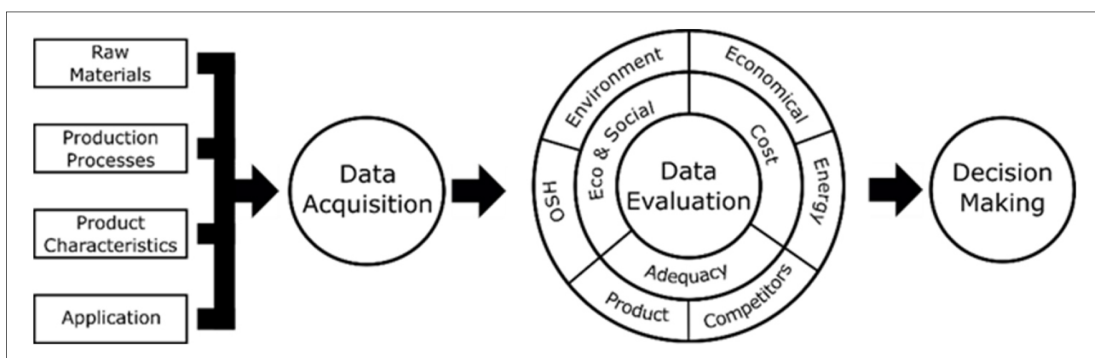 Raw
Materials
Production
Processes
Product
Characteristics
Application
Data
Acquisition
Environment
Economical
Energy
Competitors
Product
OSH
Eco & Social
Cost
Adequacy
Data
Evaluation
Decision
Making